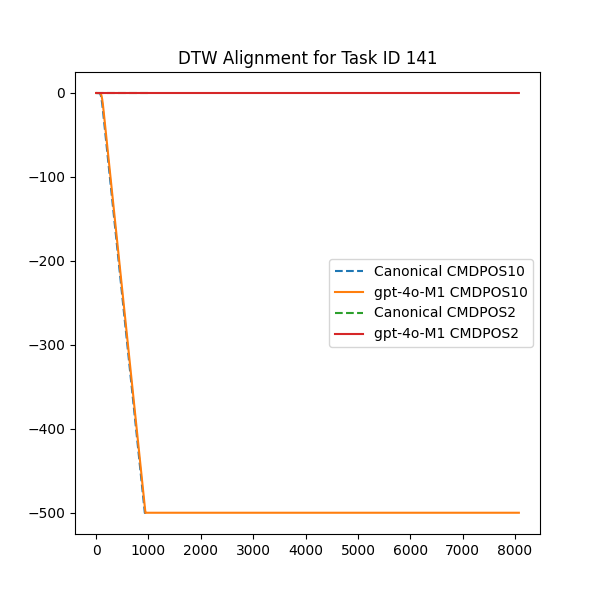 DTW Alignment for Task ID 141
0
−100
−200
−300
−400
−500
Canonical CMDPOS10
gpt-4o-M1 CMDPOS10
Canonical CMDPOS2
gpt-4o-M1 CMDPOS2
0 1000 2000 3000 4000 5000 6000 7000 8000